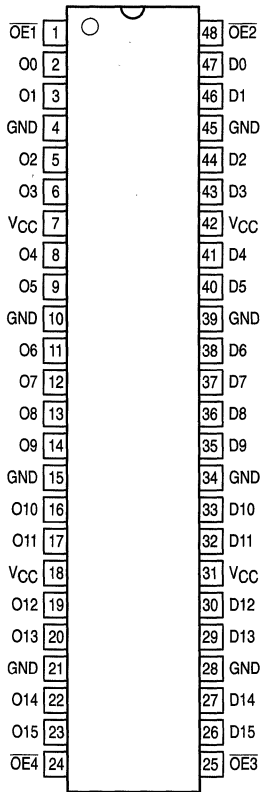 OE1 1 48 OE2
O0 2 47 D0
O1 3 46 D1
GND 4 45 GND
O2 5 44 D2
O3 6 43 D3
VCC 7 42 VCC
O4 8 41 D4
O5 9 40 D5
GND 10 39 GND
O6 11 38 D6
O7 12 37 D7
O8 13 36 D8
O9 14 35 D9
GND 15 34 GND
O10 16 33 D10
O11 17 32 D11
VCC 18 31 VCC
O12 19 30 D12
O13 20 29 D13
GND 21 28 GND
O14 22 27 D14
O15 23 26 D15
OE4 24 25 OE3